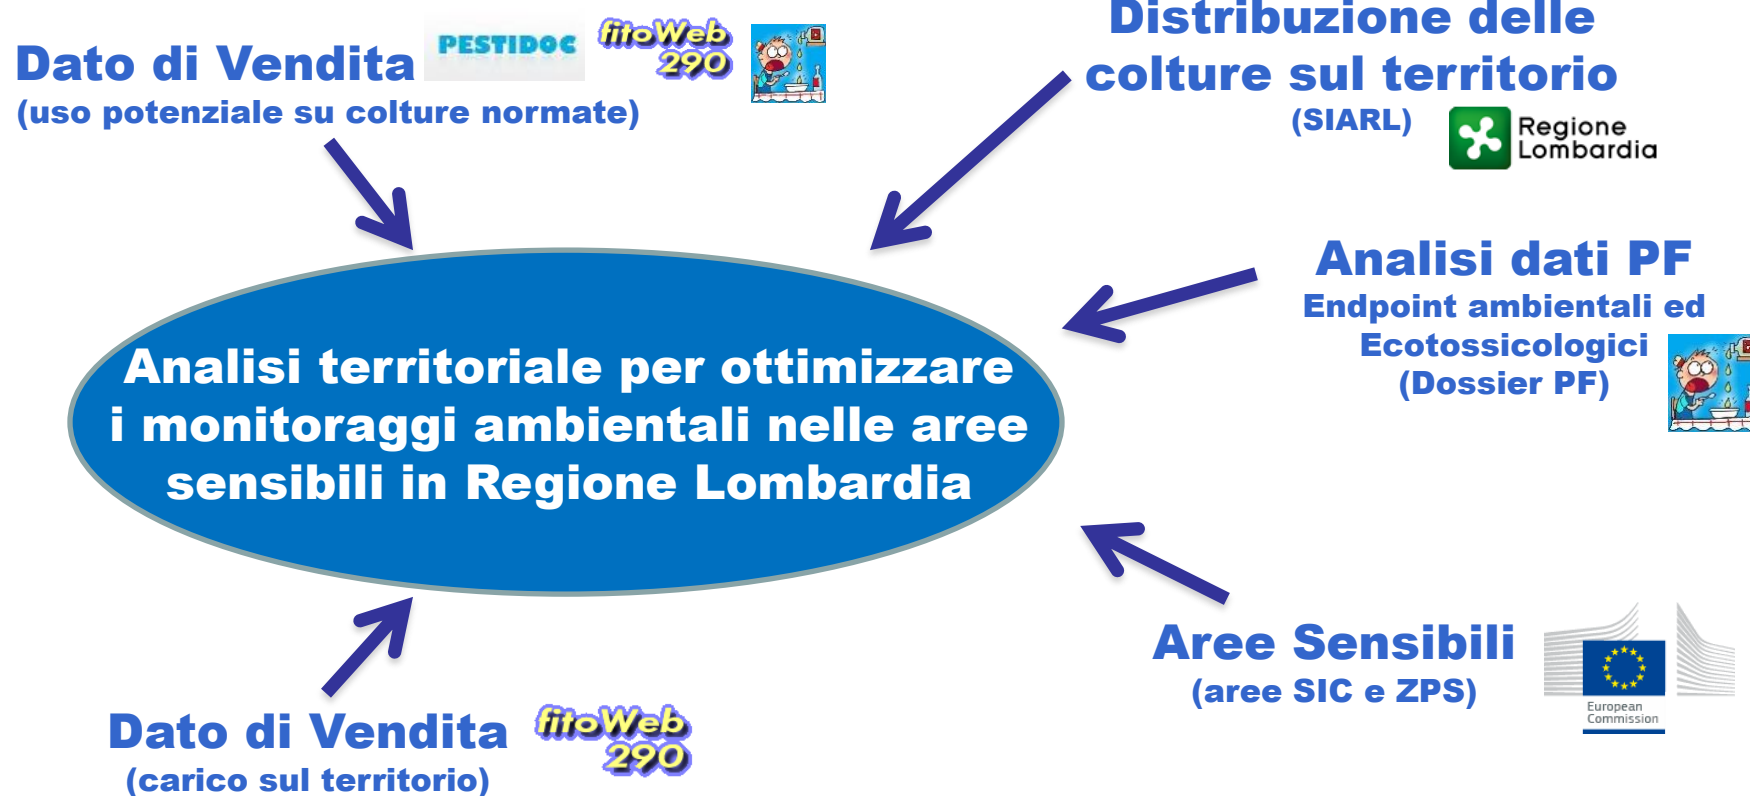 Dato di Vendita
(uso potenziale su colture normate)
PESTIDOC
fitoWeb
290
Distribuzione delle
colture sul territorio
(SIARL)
Regione
Lombardia
Analisi dati PF
Endpoint ambientali ed
Ecotossicologici
(Dossier PF)
Analisi territoriale per ottimizzare
i monitoraggi ambientali nelle aree
sensibili in Regione Lombardia
Aree Sensibili
(aree SIC e ZPS)
European
Commission
Dato di Vendita
(carico sul territorio)
fitoWeb
290